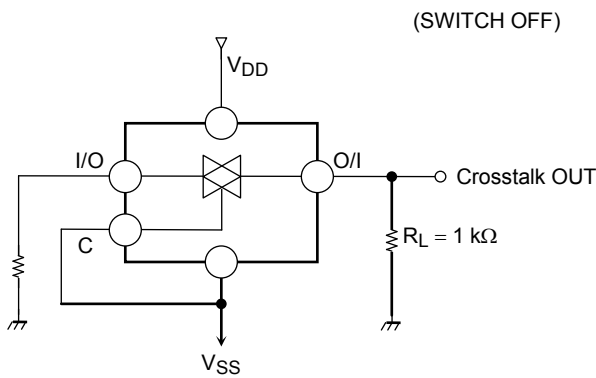 (SWITCH OFF)
VDD
I/O
O/I
Crosstalk OUT
C
RL = 1 kΩ
VSS